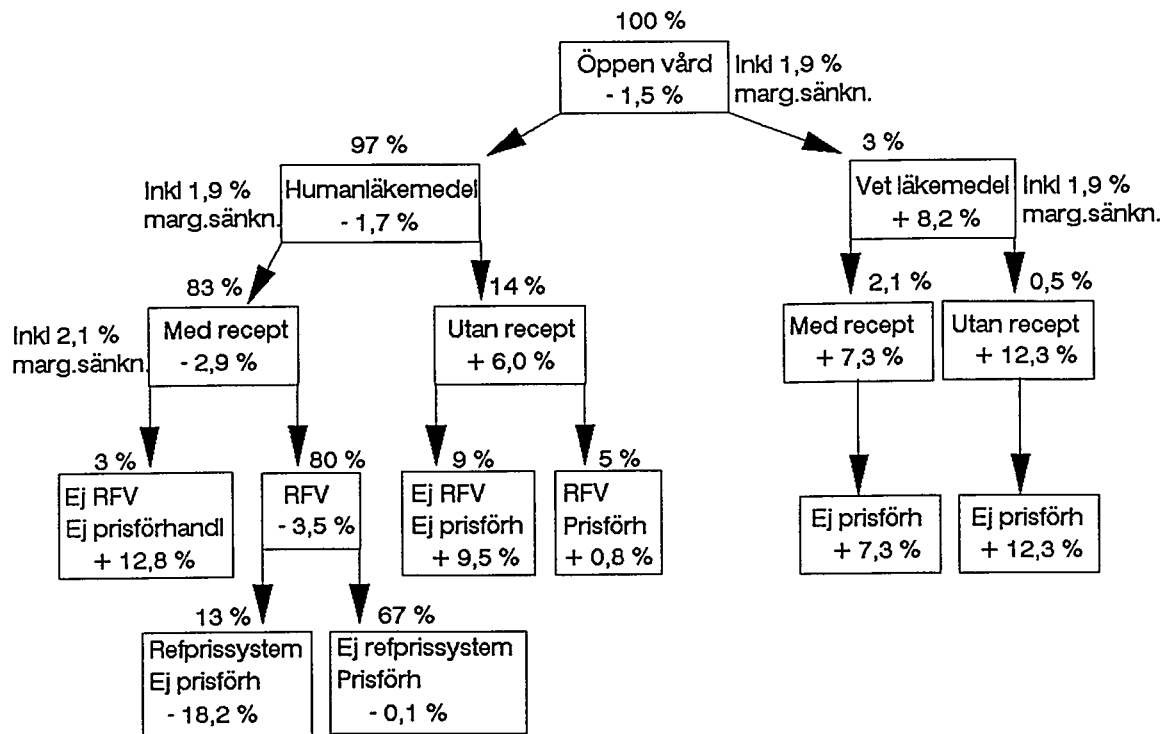 100 %
Öppen vård
- 1,5 %
Inkl 1,9 %
marg.sänkn.
97 %
3 %
Inkl 1,9 %
marg.sänkn.
Humanläkemedel
- 1,7 %
Vet läkemedel
+ 8,2 %
Inkl 1,9 %
marg.sänkn.
83 %
14 %
2,1 %
0,5 %
Inkl 2,1 %
marg.sänkn.
Med recept
- 2,9 %
Utan recept
+ 6,0 %
Med recept
+ 7,3 %
Utan recept
+ 12,3 %
3 %
80 %
9 %
5 %
Ej RFV
Ej prisförhandl
+ 12,8 %
RFV
- 3,5 %
Ej RFV
Ej prisförh
+ 9,5 %
RFV
Prisförh
+ 0,8 %
Ej prisförh
+ 7,3 %
Ej prisförh
+ 12,3 %
13 %
67 %
Refprissystem
Ej prisförh
- 18,2 %
Ej refprissystem
Prisförh
- 0,1 %